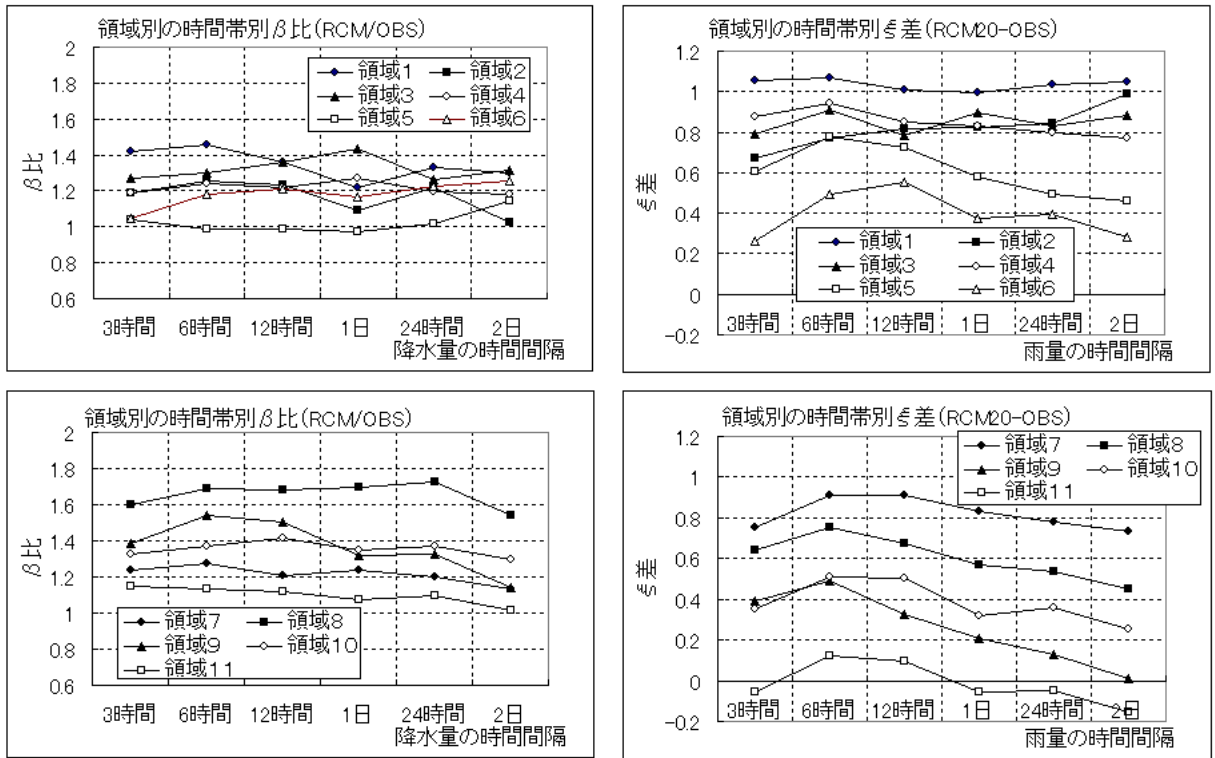 領域別の時間帯別β比(RCM/OBS)
2
1.8
1.6
1.4
1.2
1
0.8
0.6
β比
領域1 領域2
領域3 領域4
領域5 領域6
3時間 6時間 12時間 1日 24時間 2日
降水量の時間間隔
領域別の時間帯別ξ差(RCM20-OBS)
1.2
1
0.8
0.6
0.4
0.2
0
-0.2
ξ差
領域1 領域2
領域3 領域4
領域5 領域6
3時間 6時間 12時間 1日 24時間 2日
雨量の時間間隔
領域別の時間帯別β比(RCM/OBS)
2
1.8
1.6
1.4
1.2
1
0.8
0.6
β比
領域7 領域8
領域9 領域10
領域11
3時間 6時間 12時間 1日 24時間 2日
降水量の時間間隔
領域別の時間帯別ξ差(RCM20-OBS)
1.2
1
0.8
0.6
0.4
0.2
0
-0.2
ξ差
領域7 領域8
領域9 領域10
領域11
3時間 6時間 12時間 1日 24時間 2日
雨量の時間間隔